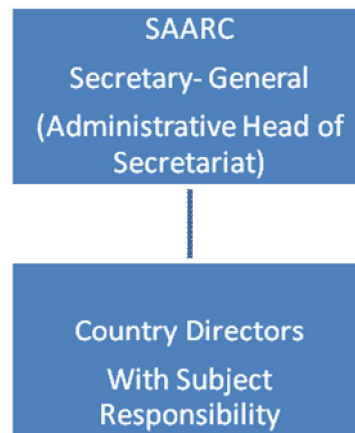 SAARC
Secretary- General
(Administrative Head of
Secretariat)
Country Directors
With Subject
Responsibility